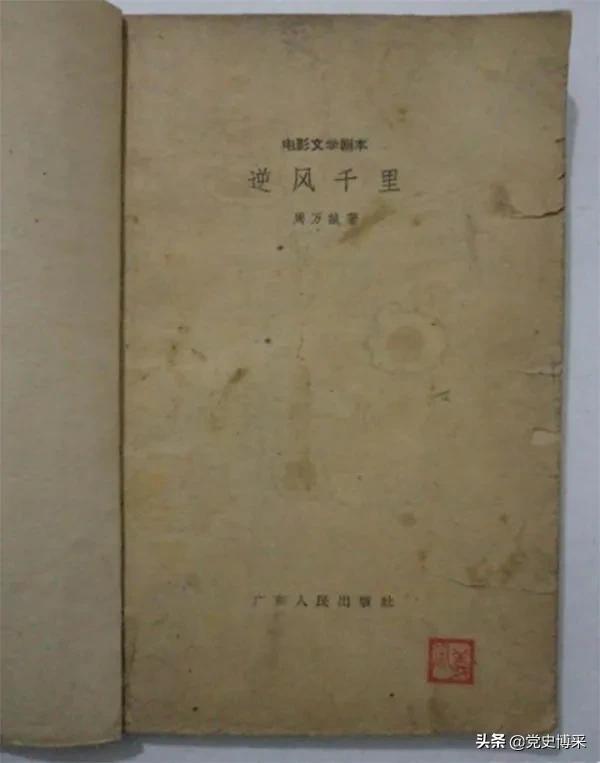 电影文学剧本
逆风千里
周万诚著
广东人民出版社
头条 @党史博采